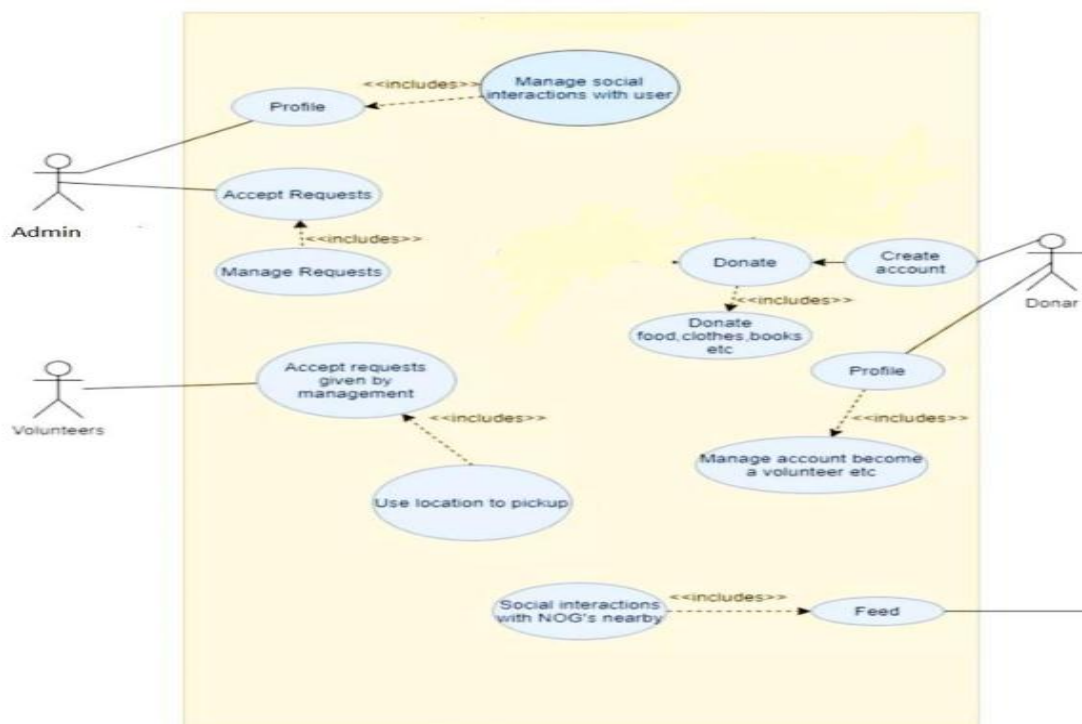 <<includes>>
Manage social
interactions with user
Profile
Accept Requests
Admin
<<includes>>
Manage Requests
Donate
Create
account
Donar
<<includes>>
Donate
food,clothes,books
etc
Accept requests
given by
management
Profile
Volunteers
<<includes>>
<<includes>>
Manage account become
a volunteer etc
Use location to pickup
<<includes>>
Social interactions
with NOG's nearby
Feed